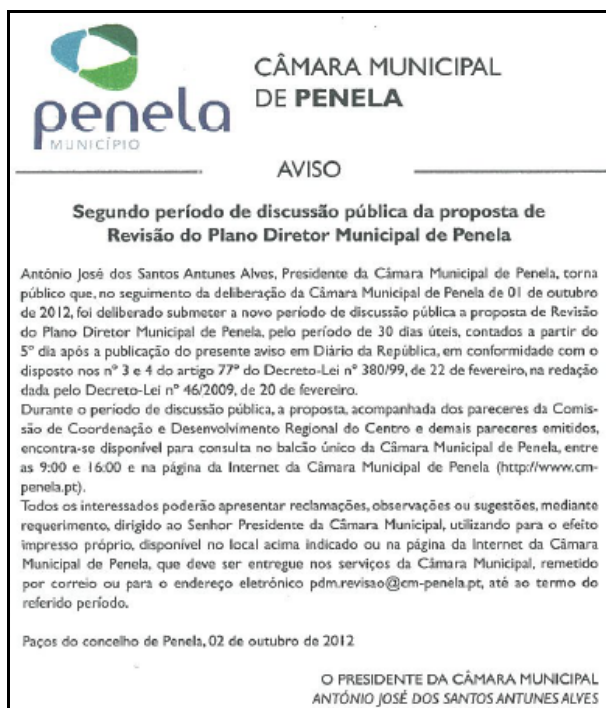 penela
MUNICÍPIO
CÂMARA MUNICIPAL
DE PENELA
AVISO
Segundo período de discussão pública da proposta de
Revisão do Plano Diretor Municipal de Penela
António José dos Santos Antunes Alves, Presidente da Câmara Municipal de Penela, torna
público que, no seguimento da deliberação da Câmara Municipal de Penela de 01 de outubro
de 2012, foi deliberado submeter a novo período de discussão pública a proposta de Revisão
do Plano Diretor Municipal de Penela, pelo período de 30 dias úteis, contados a partir do
5º dia após a publicação do presente aviso em Diário da República, em conformidade com o
disposto nos nº 3 e 4 do artigo 77º do Decreto-Lei nº 380/99, de 22 de fevereiro, na redação
dada pelo Decreto-Lei nº 46/2009, de 20 de fevereiro.
Durante o período de discussão pública, a proposta, acompanhada dos pareceres da Comis-
são de Coordenação e Desenvolvimento Regional do Centro e demais pareceres emitidos,
encontra-se disponível para consulta no balcão único da Câmara Municipal de Penela, entre
as 9:00 e 16:00 e na página da Internet da Câmara Municipal de Penela (http://www.cm-
penela.pt).
Todos os interessados poderão apresentar reclamações, observações ou sugestões, mediante
requerimento, dirigido ao Senhor Presidente da Câmara Municipal, utilizando para o efeito
impresso próprio, disponível no local acima indicado ou na página da Internet da Câmara
Municipal de Penela, que deve ser entregue nos serviços da Câmara Municipal, remetido
por correio ou para o endereço eletrónico pdm.revisao@cm-penela.pt, até ao termo do
referido período.
Paços do concelho de Penela, 02 de outubro de 2012
O PRESIDENTE DA CÂMARA MUNICIPAL
ANTÓNIO JOSÉ DOS SANTOS ANTUNES ALVES